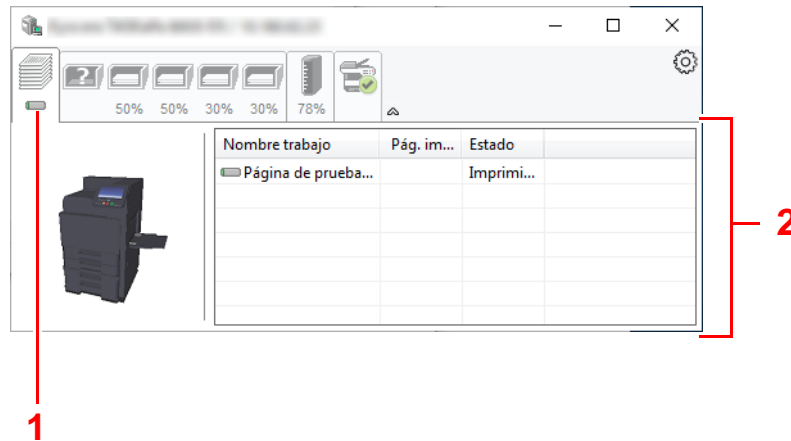 50% 50% 30% 30% 78%
Nombre trabajo Pág. im... Estado
Página de prueba... Imprimi...
2
1